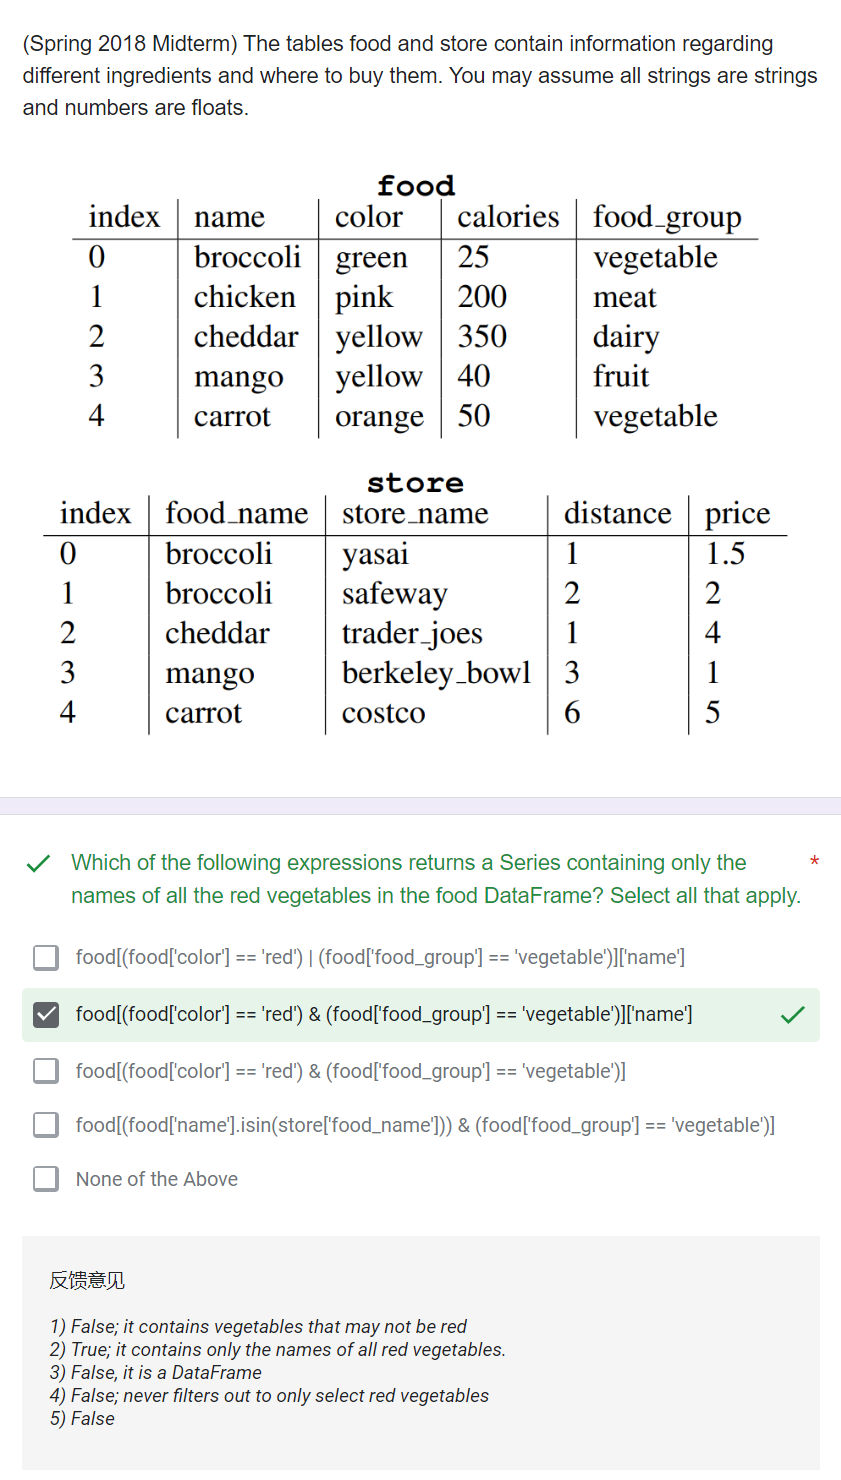 (Spring 2018 Midterm) The tables food and store contain information regarding
different ingredients and where to buy them. You may assume all strings are strings
and numbers are floats.
food
index name color calories food_group
0 broccoli green 25 vegetable
1 chicken pink 200 meat
2 cheddar yellow 350 dairy
3 mango yellow 40 fruit
4 carrot orange 50 vegetable
store
index food_name store_name distance price
0 broccoli yasai 1 1.5
1 broccoli safeway 2 2
2 cheddar trader_joes 1 4
3 mango berkeley_bowl 3 1
4 carrot costco 6 5
Which of the following expressions returns a Series containing only the *
names of all the red vegetables in the food DataFrame? Select all that apply.
food[(food['color'] == 'red') | (food['food_group'] == 'vegetable')]['name']
food[(food['color'] == 'red') & (food['food_group'] == 'vegetable')]['name']
food[(food['color'] == 'red') & (food['food_group'] == 'vegetable')]
food[(food['name'].isin(store['food_name'])) & (food['food_group'] == 'vegetable')]
None of the Above
反馈意见
1) False; it contains vegetables that may not be red
2) True; it contains only the names of all red vegetables.
3) False, it is a DataFrame
4) False; never filters out to only select red vegetables
5) False